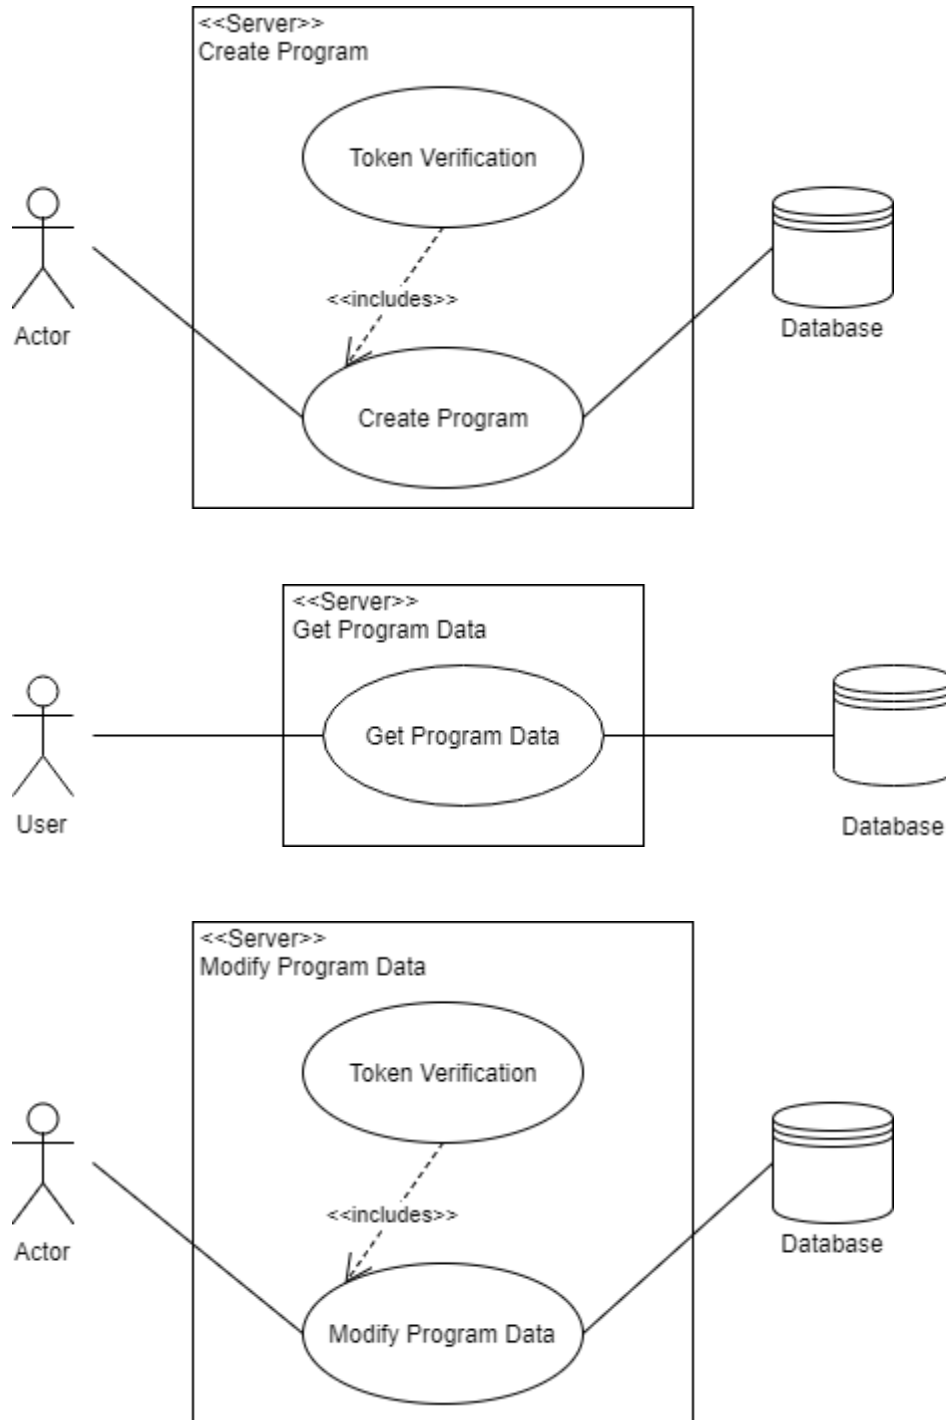 <<Server>>
Create Program
Token Verification
<<includes>>
Actor
Database
Create Program
<<Server>>
Get Program Data
Get Program Data
User
Database
<<Server>>
Modify Program Data
Token Verification
<<includes>>
Actor
Database
Modify Program Data